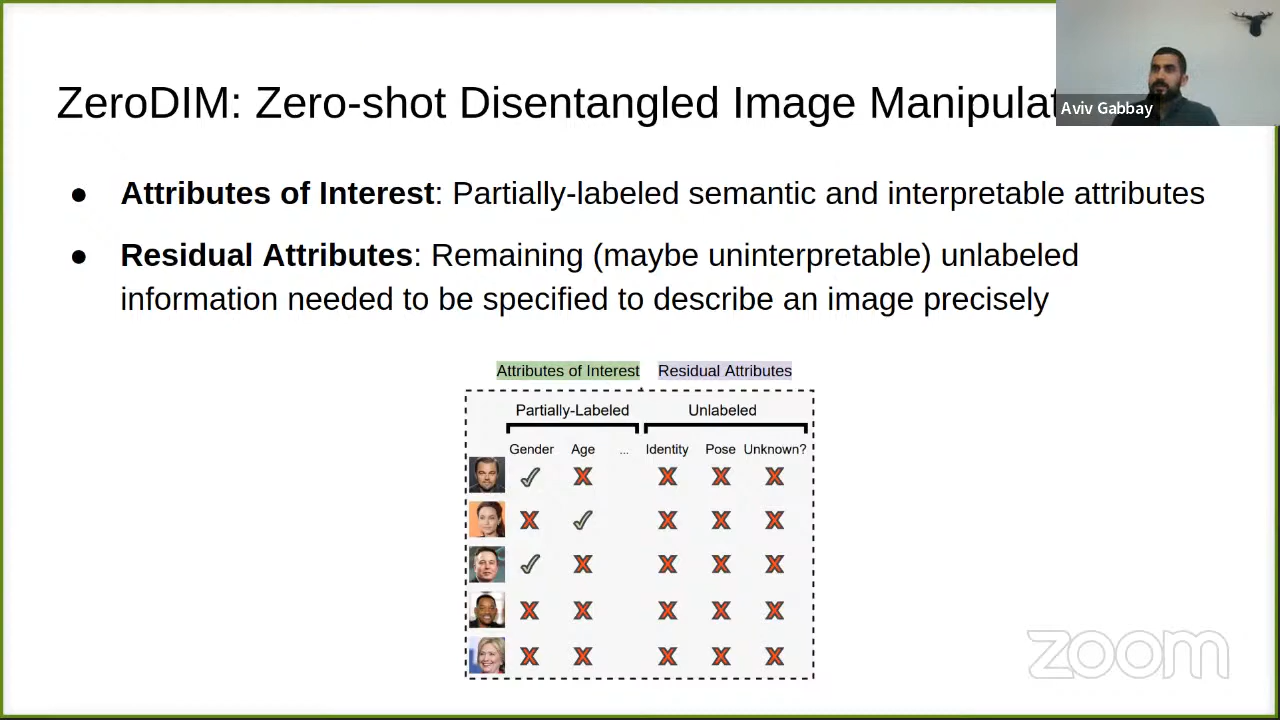 ZeroDIM: Zero-shot Disentangled Image Manipulat
Aviv Gabbay
● Attributes of Interest: Partially-labeled semantic and interpretable attributes
● Residual Attributes: Remaining (maybe uninterpretable) unlabeled
information needed to be specified to describe an image precisely
Attributes of Interest Residual Attributes
Partially-Labeled Unlabeled
Gender Age ... Identity Pose Unknown?
✓ X X X X
X ✓ X X X
✓ X X X X
X X X X X
X X X X X
zoom